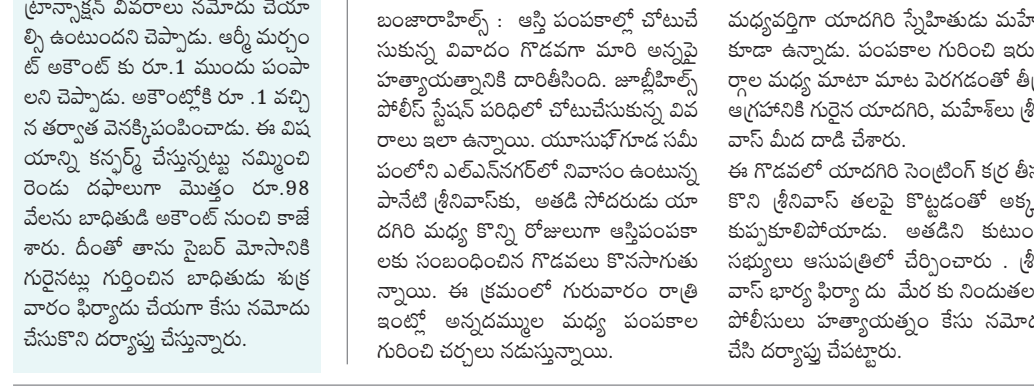 ట్రాన్సాక్షన్ వివరాలు నమోదు చేయా
ల్సి ఉంటుందని చెప్పాడు. ఆర్మీ మర్చం
ట్ అకౌంట్ కు రూ.1 ముందు పంపా
లని చెప్పాడు. అకౌంట్లోకి రూ .1 వచ్చి
న తర్వాత వెనక్కిపంపించాడు. ఈ విష
యాన్ని కన్ఫర్మ్ చేస్తున్నట్టు నమ్మించి
రెండు దఫాలుగా మొత్తం రూ.98
వేలను బాధితుడి అకౌంట్ నుంచి కాజే
శారు. దీంతో తాను సైబర్ మోసానికి
గురైనట్లు గుర్తించిన బాధితుడు శుక్ర
వారం ఫిర్యాదు చేయగా కేసు నమోదు
చేసుకొని దర్యాప్తు చేస్తున్నారు.
బంజారాహిల్స్ : ఆస్తి పంపకాల్లో చోటుచే
సుకున్న వివాదం గొడవగా మారి అన్నపై
హత్యాయత్నానికి దారితీసింది. జూబ్లీహిల్స్
పోలీస్ స్టేషన్ పరిధిలో చోటుచేసుకున్న వివ
రాలు ఇలా ఉన్నాయి. యూసుఫ్‌గూడ సమీ
పంలోని ఎల్ఎన్‌నగర్‌లో నివాసం ఉంటున్న
పానేటి శ్రీనివాస్‌కు, అతడి సోదరుడు యా
దగిరి మధ్య కొన్ని రోజులుగా ఆస్తిపంపకా
లకు సంబంధించిన గొడవలు కొనసాగుతు
న్నాయి. ఈ క్రమంలో గురువారం రాత్రి
ఇంట్లో అన్నదమ్ముల మధ్య పంపకాల
గురించి చర్చలు నడుస్తున్నాయి.
మధ్యవర్తిగా యాదగిరి స్నేహితుడు మహే
కూడా ఉన్నాడు. పంపకాల గురించి ఇరు
ర్గాల మధ్య మాటా మాట పెరగడంతో తీవ్ర
ఆగ్రహానికి గురైన యాదగిరి, మహేశ్‌లు శ్రీ
వాస్ మీద దాడి చేశారు.
ఈ గొడవలో యాదగిరి సెంట్రింగ్ కర్ర తీసు
కొని శ్రీనివాస్ తలపై కొట్టడంతో అక్క
కుప్పకూలిపోయాడు. అతడిని కుటుం
సభ్యులు ఆసుపత్రిలో చేర్పించారు . శ్రీ
వాస్ భార్య ఫిర్యా దు మేర కు నిందుతల
పోలీసులు హత్యాయత్నం కేసు నమోదు
చేసి దర్యాప్తు చేపట్టారు.